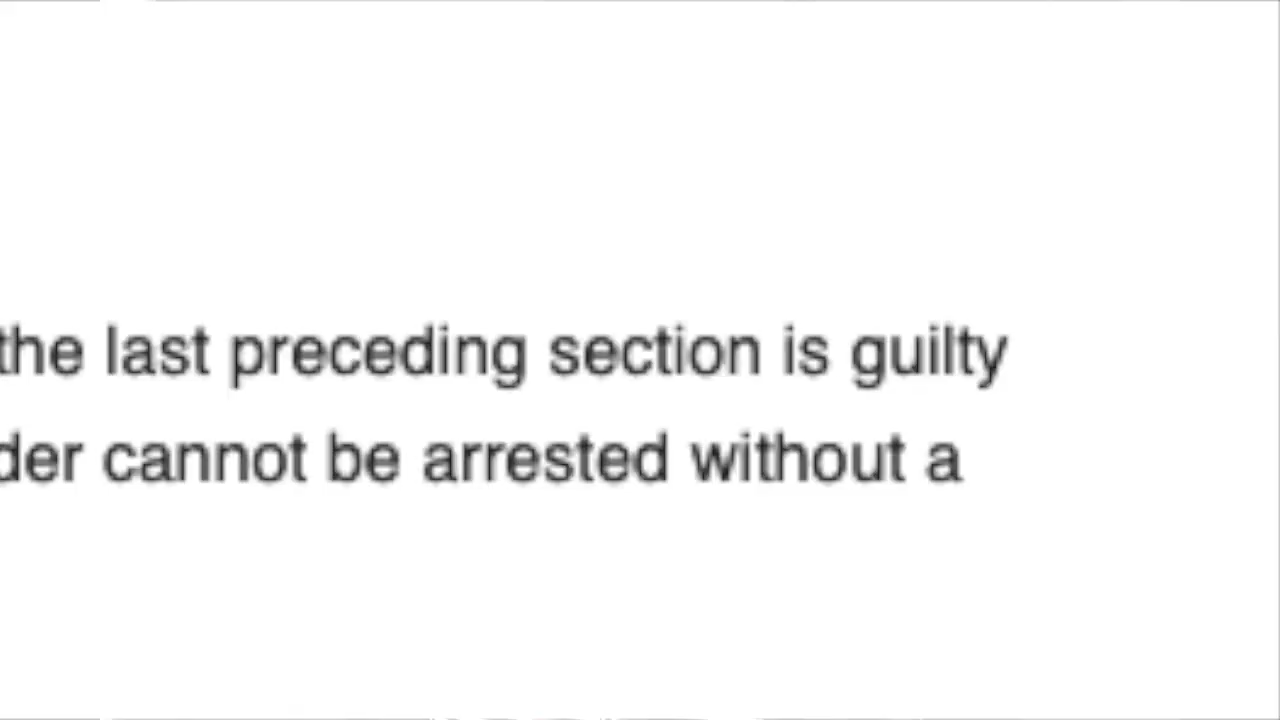 the last preceding section is guilty
der cannot be arrested without a